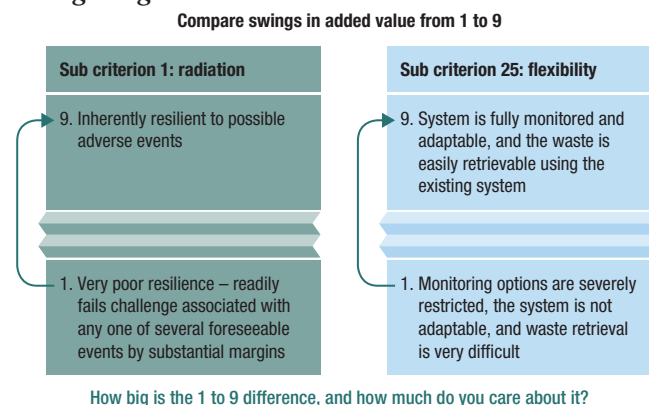 Compare swings in added value from 1 to 9
Sub criterion 1: radiation
9. Inherently resilient to possible
adverse events
1. Very poor resilience – readily
fails challenge associated with
any one of several foreseeable
events by substantial margins
Sub criterion 25: flexibility
9. System is fully monitored and
adaptable, and the waste is
easily retrievable using the
existing system
1. Monitoring options are severely
restricted, the system is not
adaptable, and waste retrieval
is very difficult
How big is the 1 to 9 difference, and how much do you care about it?